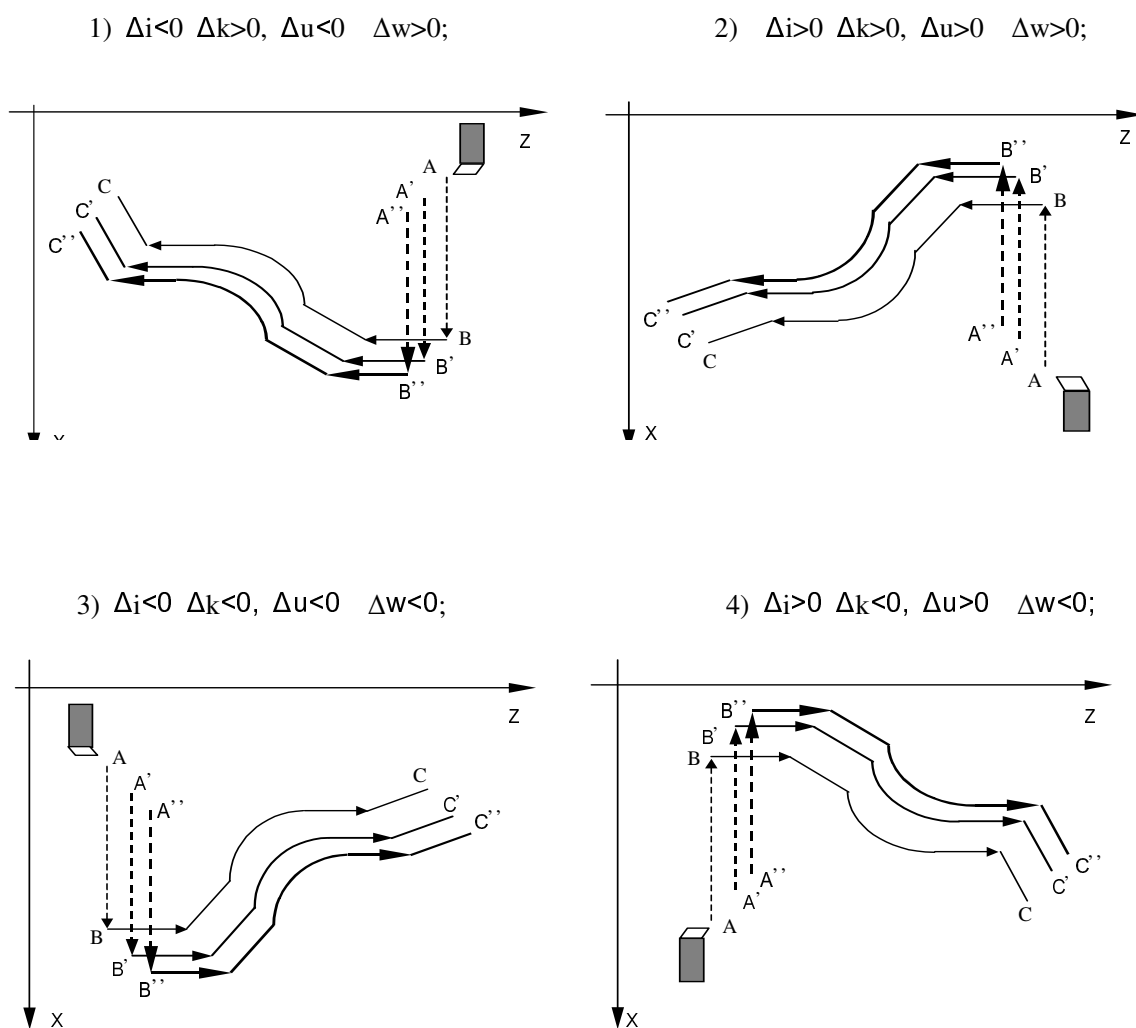 1) Δi<0 Δk>0, Δu<0 Δw>0;
2) Δi>0 Δk>0, Δu>0 Δw>0;
Z
A
A'
A''
C
C'
C''
B
B'
B''
X
Z
B''
B'
B
A''
A'
A
C''
C'
C
X
3) Δi<0 Δk<0, Δu<0 Δw<0;
4) Δi>0 Δk<0, Δu>0 Δw<0;
Z
A
A'
A''
C
C'
C''
B
B'
B''
X
Z
B''
B'
B
A''
A'
A
C''
C'
C
X